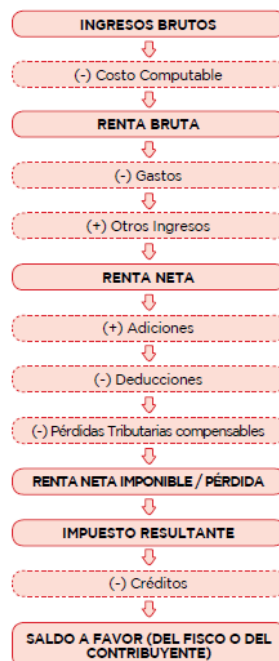 INGRESOS BRUTOS
(-) Costo Computable
RENTA BRUTA
(-) Gastos
(+) Otros Ingresos
RENTA NETA
(+) Adiciones
(-) Deducciones
(-) Pérdidas Tributarias compensables
RENTA NETA IMPONIBLE / PÉRDIDA
IMPUESTO RESULTANTE
(-) Créditos
SALDO A FAVOR (DEL FISCO O DEL
CONTRIBUYENTE)